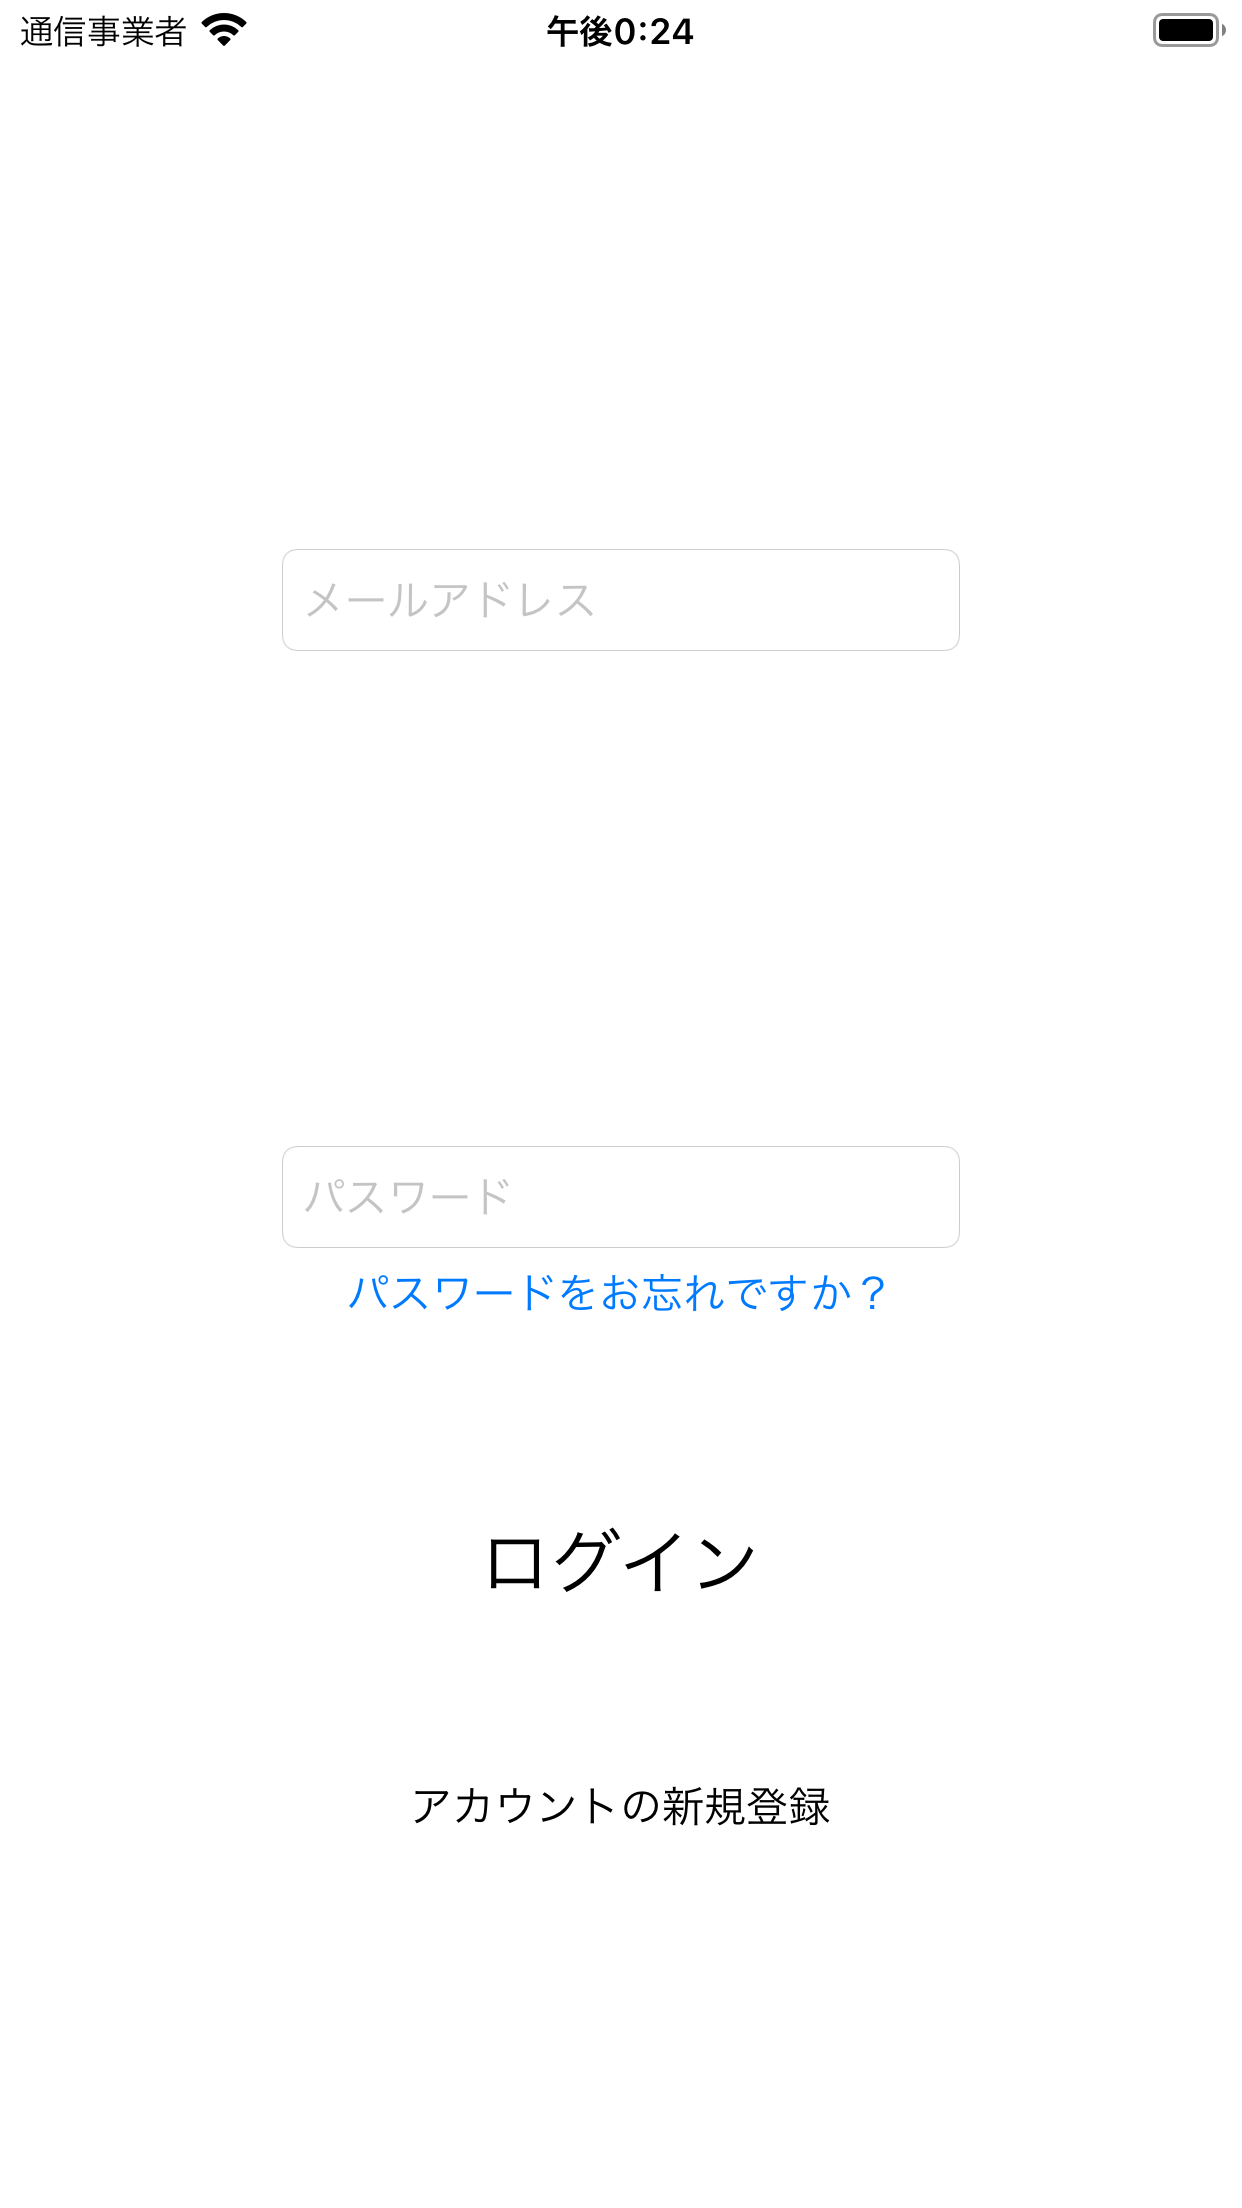 通信事業者 午後0:24
メールアドレス
パスワード
パスワードをお忘れですか？
ログイン
アカウントの新規登録